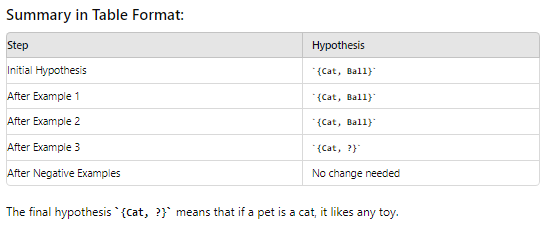 Summary in Table Format:
Step Hypothesis
Initial Hypothesis `{Cat, Ball}`
After Example 1 `{Cat, Ball}`
After Example 2 `{Cat, Ball}`
After Example 3 `{Cat, ?}`
After Negative Examples No change needed
The final hypothesis `{Cat, ?}` means that if a pet is a cat, it likes any toy.